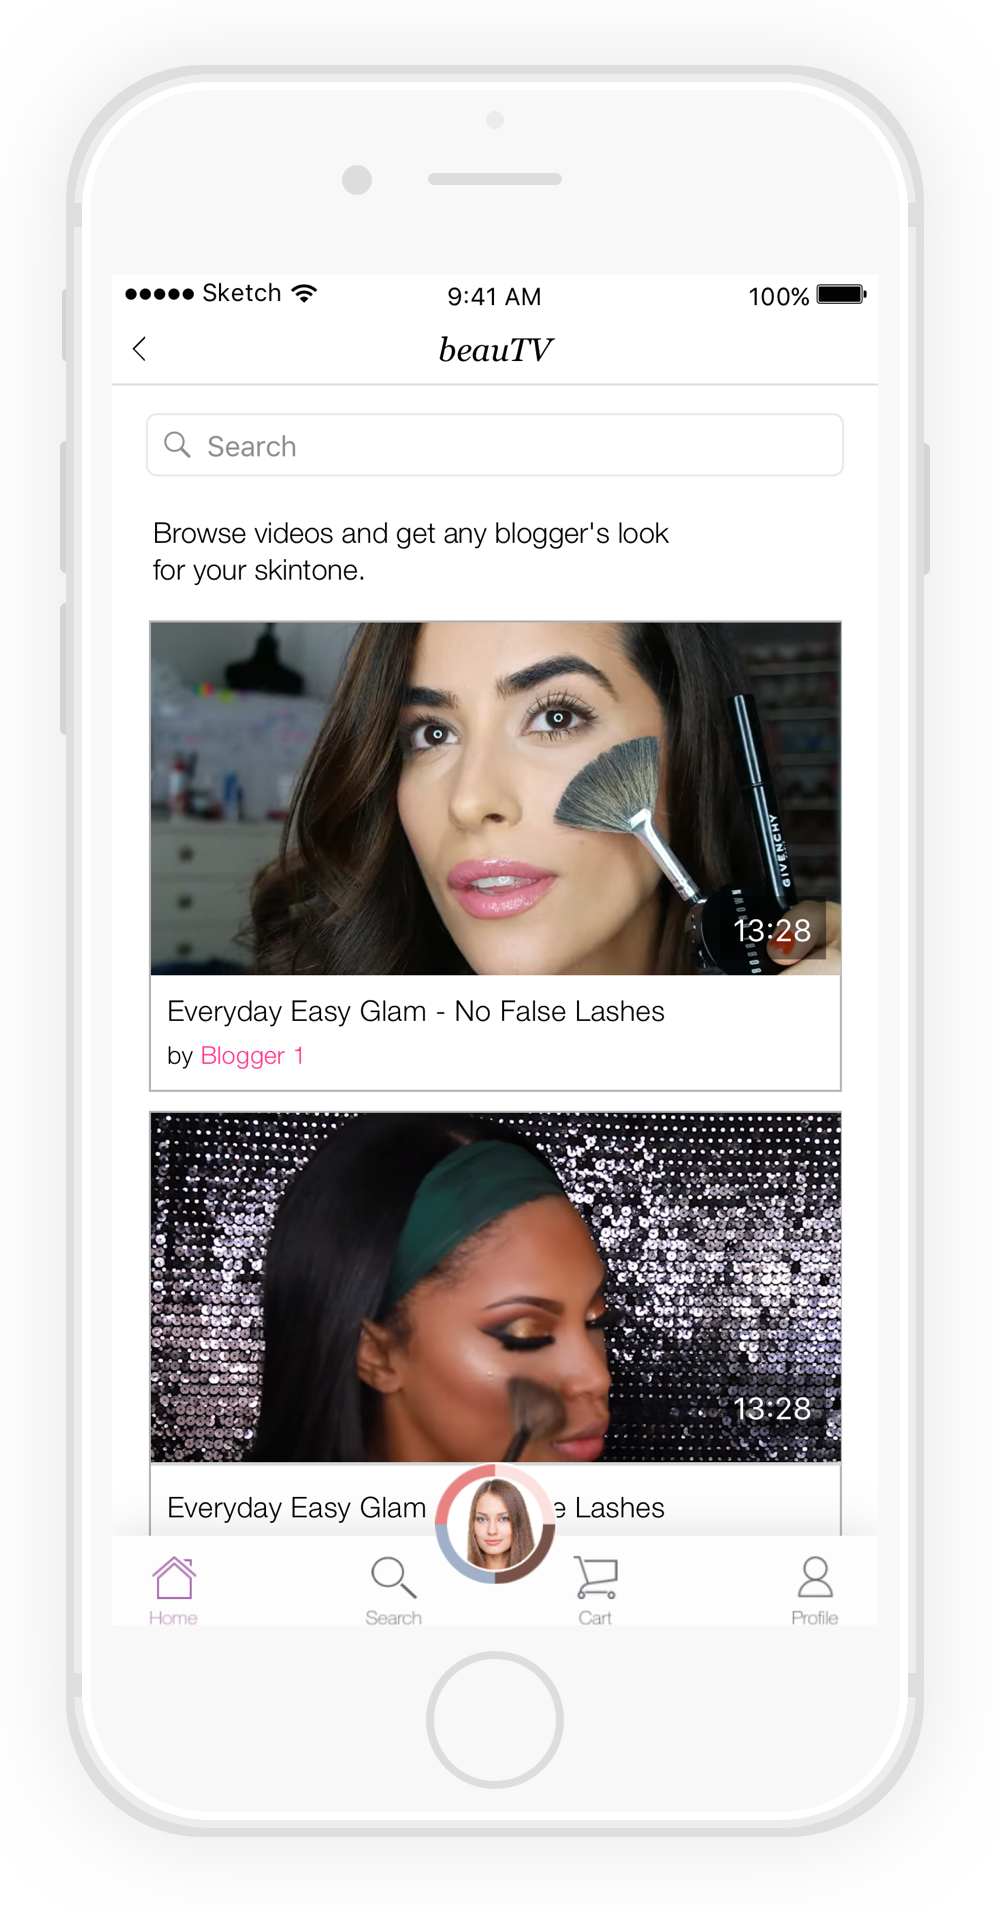 Sketch 9:41 AM 100%
beauTV
Search
Browse videos and get any blogger's look
for your skintone.
GIVENCHY
13:28
Everyday Easy Glam - No False Lashes
by Blogger 1
13:28
Everyday Easy Glam e Lashes
Home Search Cart Profile